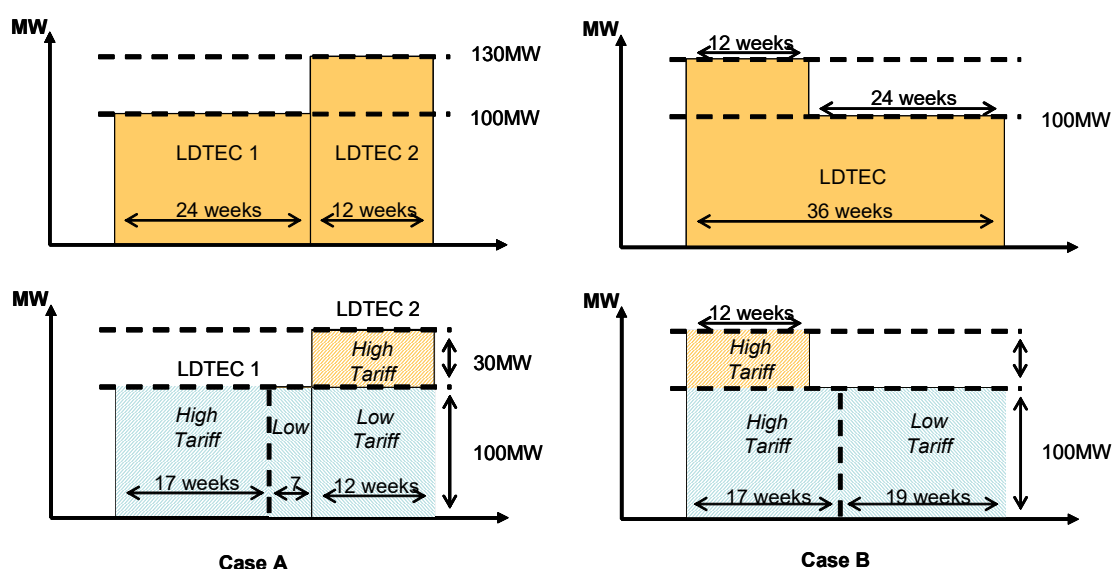 MW
130MW
100MW
LDTEC 1
LDTEC 2
24 weeks
12 weeks
MW
12 weeks
24 weeks
100MW
LDTEC
36 weeks
MW
LDTEC 2
High
Tariff
30MW
LDTEC 1
High
Tariff
Low
Low
Tariff
100MW
17 weeks
7
12 weeks
Case A
MW
12 weeks
High
Tariff
High
Tariff
Low
Tariff
100MW
17 weeks
19 weeks
Case B